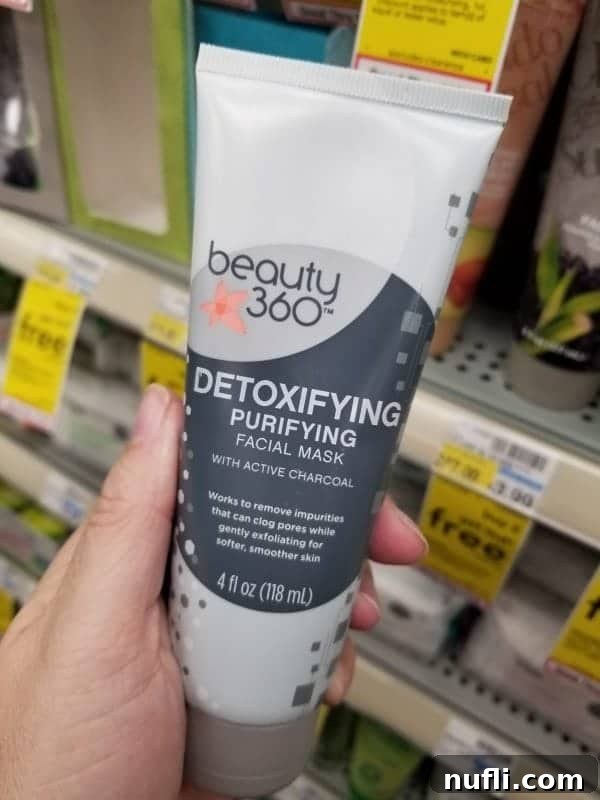 beauty
360™
DETOXIFYING
PURIFYING
FACIAL MASK
WITH ACTIVE CHARCOAL
Works to remove impurities
that can clog pores while
gently exfoliating for
softer, smoother skin
4 fl oz (118 mL)
free
free
nufli.com